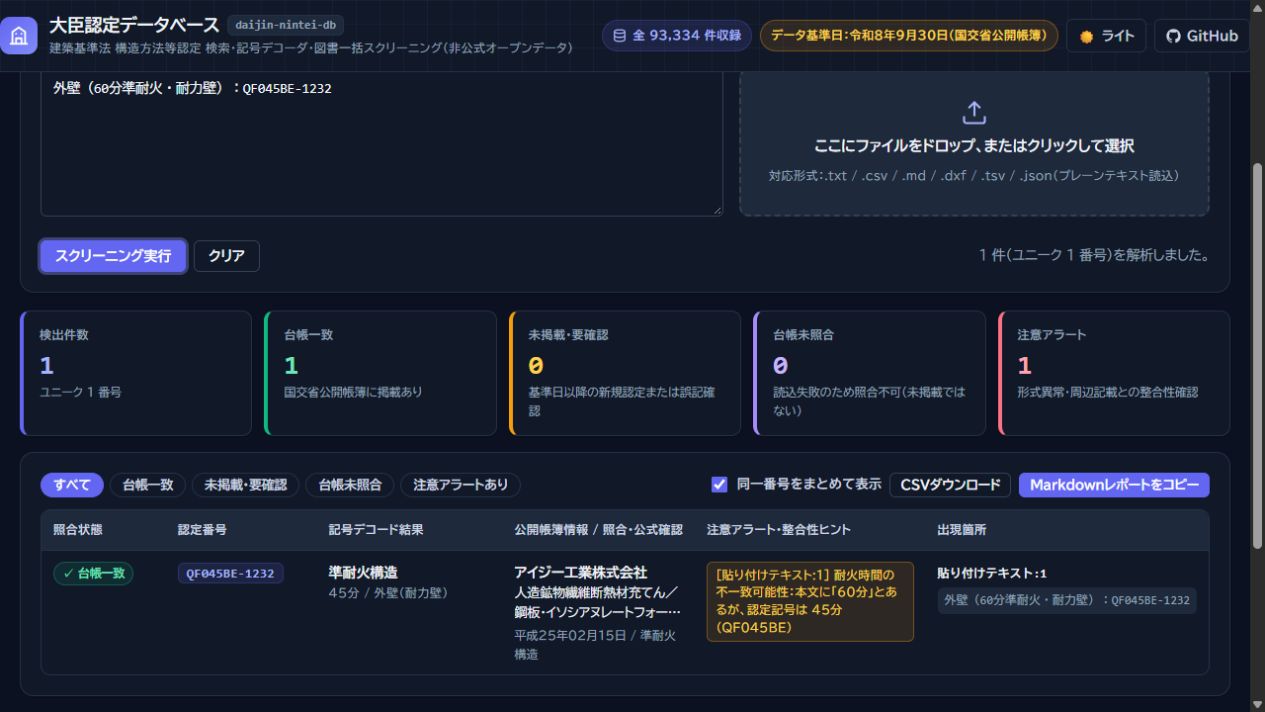 大臣認定データベース daijin-nintei-db
建築基準法 構造方法等認定 検索・記号デコーダ・図書一括スクリーニング(非公式オープンデータ)
全 93,334 件収録
データ基準日:令和8年9月30日(国交省公開帳簿)
ライト
GitHub
外壁（60分準耐火・耐力壁）：QF045BE-1232
ここにファイルをドロップ、またはクリックして選択
対応形式:.txt / .csv / .md / .dxf / .tsv / .json(プレーンテキスト読込)
スクリーニング実行
クリア
1 件(ユニーク 1 番号)を解析しました。
検出件数
1
ユニーク 1 番号
台帳一致
1
国交省公開帳簿に掲載あり
未掲載・要確認
0
基準日以降の新規認定または誤記確
認
台帳未照合
0
読込失敗のため照合不可(未掲載では
ない)
注意アラート
1
形式異常・周辺記載との整合性確認
すべて
台帳一致
未掲載・要確認
台帳未照合
注意アラートあり
同一番号をまとめて表示
CSVダウンロード
Markdownレポートをコピー
照合状態
認定番号
記号デコード結果
公開帳簿情報 / 照合・公式確認
注意アラート・整合性ヒント
出現箇所
✓ 台帳一致
QF045BE-1232
準耐火構造
45分 / 外壁(耐力壁)
アイジー工業株式会社
人造鉱物繊維断熱材充てん／
鋼板・イソシアヌレートフォー…
平成25年02月15日 / 準耐火
構造
[貼り付けテキスト:1] 耐火時間の
不一致可能性:本文に「60分」とあ
るが、認定記号は 45分
(QF045BE)
貼り付けテキスト:1
外壁（60分準耐火・耐力壁）：QF045BE-1232